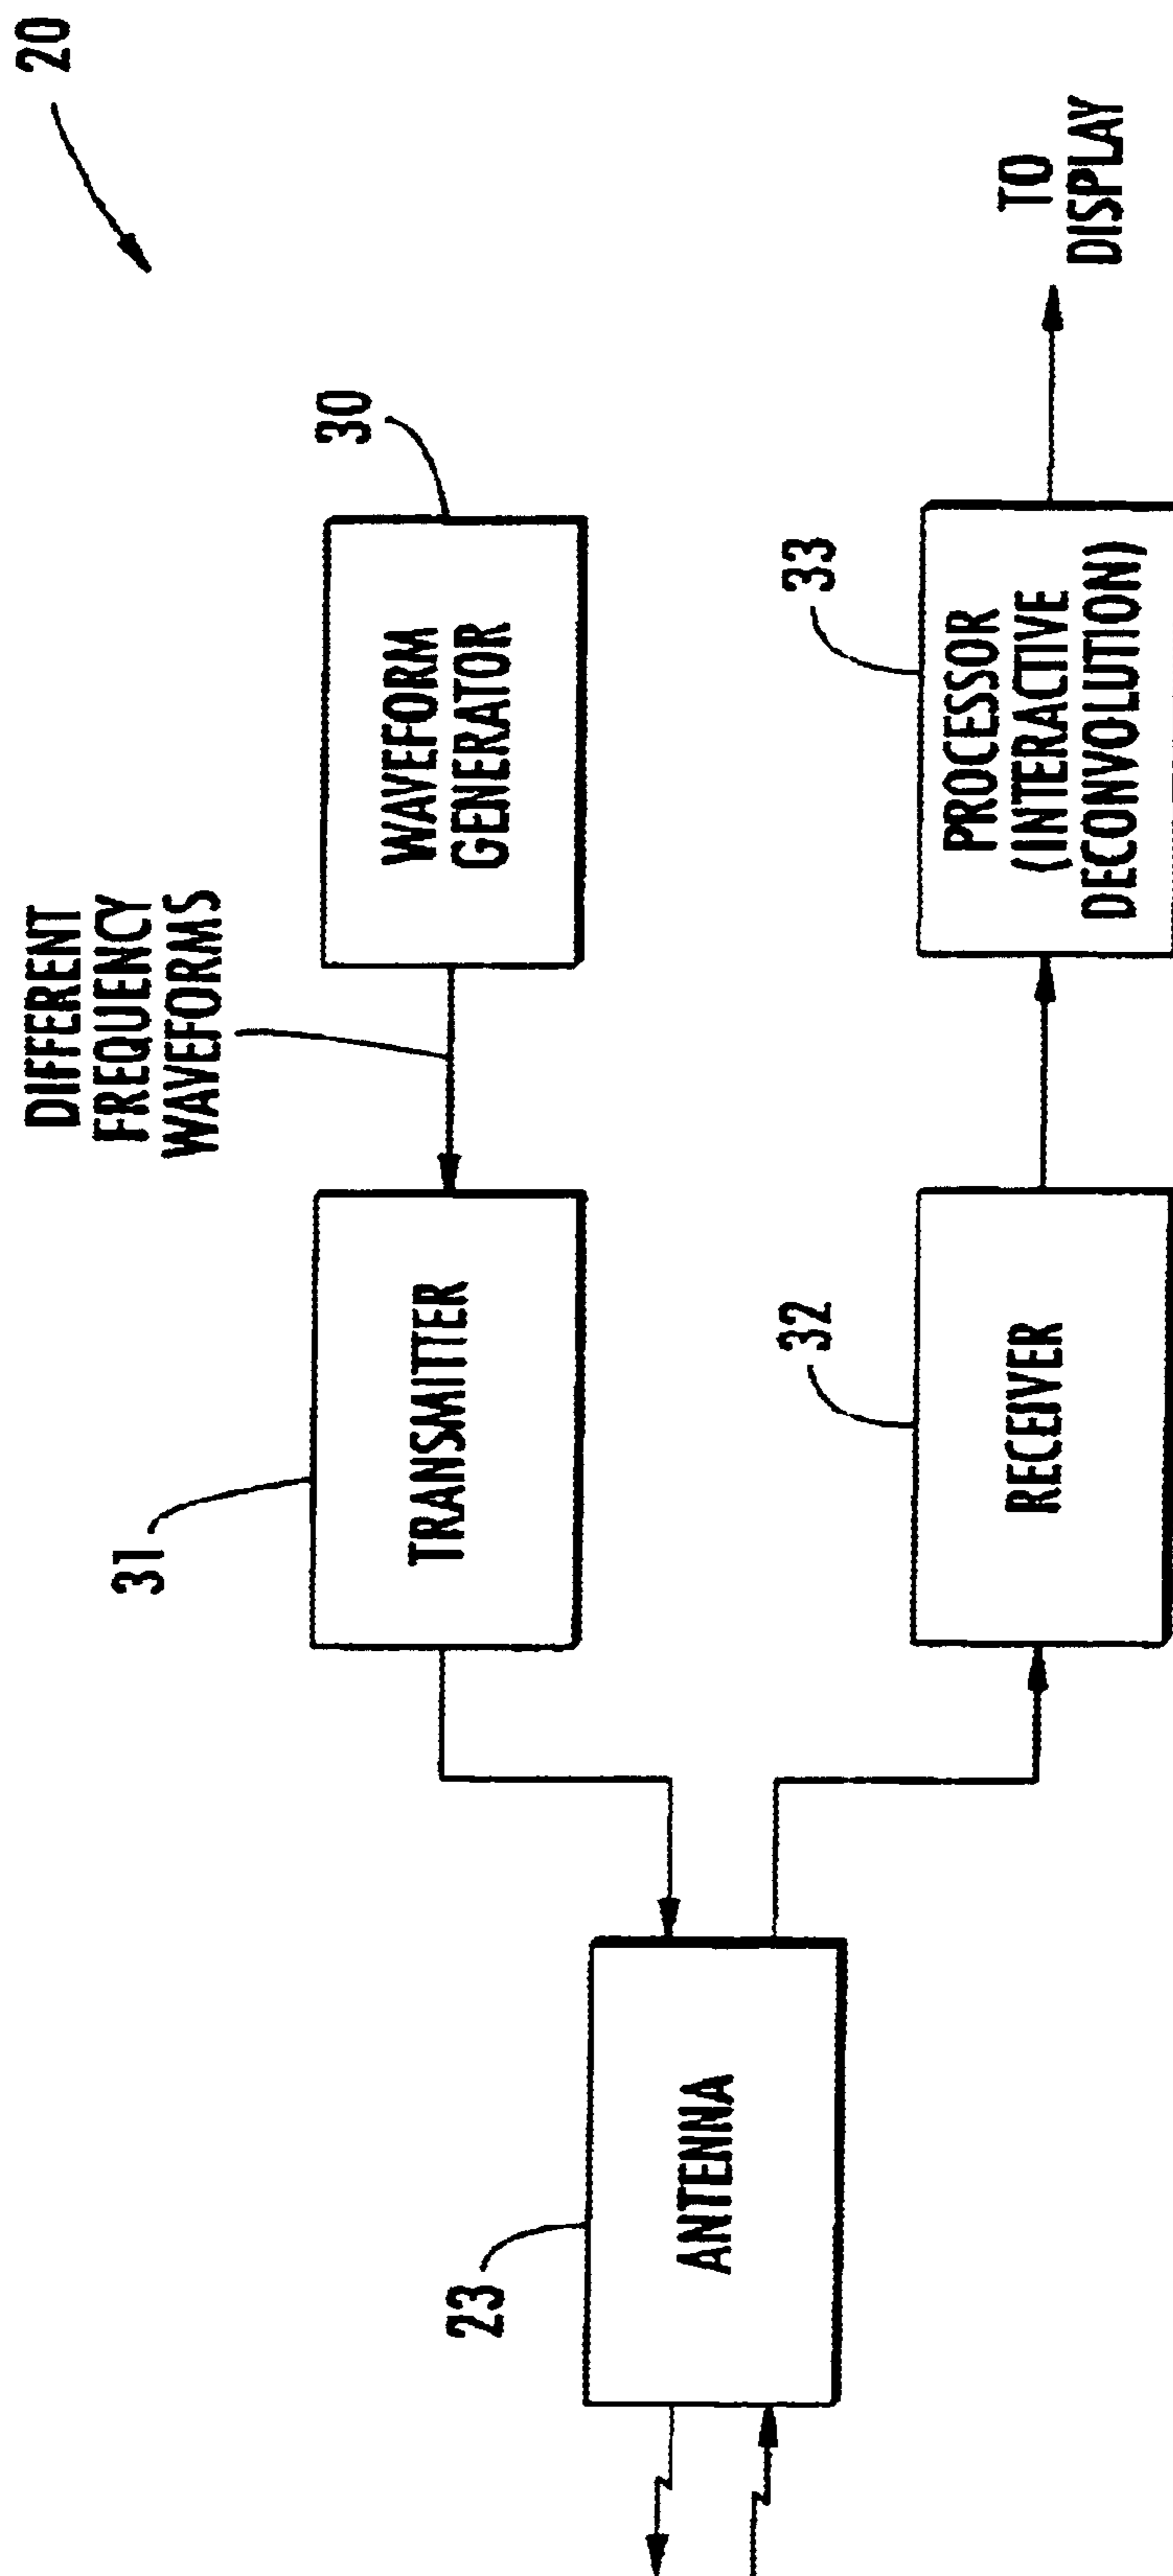 20
DIFFERENT
FREQUENCY
WAVEFORMS
30
WAVEFORM
GENERATOR
31
TRANSMITTER
23
ANTENNA
32
RECEIVER
33
PROCESSOR
(INTERACTIVE
DECONVOLUTION)
TO
DISPLAY